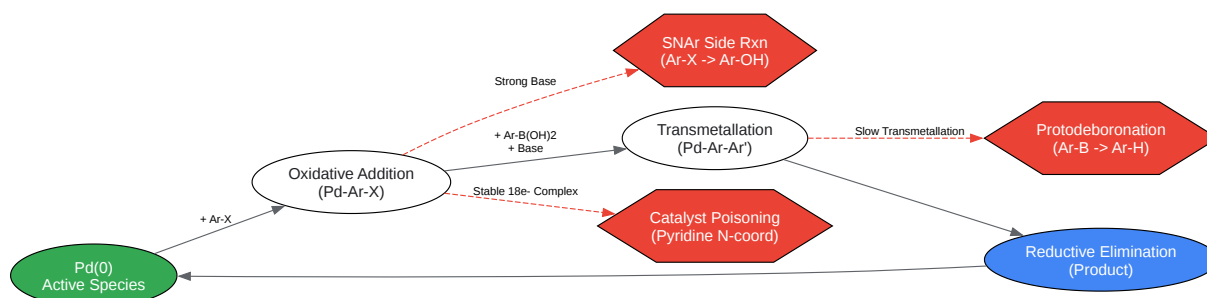 SNAr Side Rxn
(Ar-X -> Ar-OH)
Strong Base
+ Ar-B(OH)2
+ Base
Transmetallation
(Pd-Ar-Ar')
Slow Transmetallation
Protodeboronation
(Ar-B -> Ar-H)
Oxidative Addition
(Pd-Ar-X)
Stable 18e- Complex
Catalyst Poisoning
(Pyridine N-coord)
+ Ar-X
Pd(0)
Active Species
Reductive Elimination
(Product)